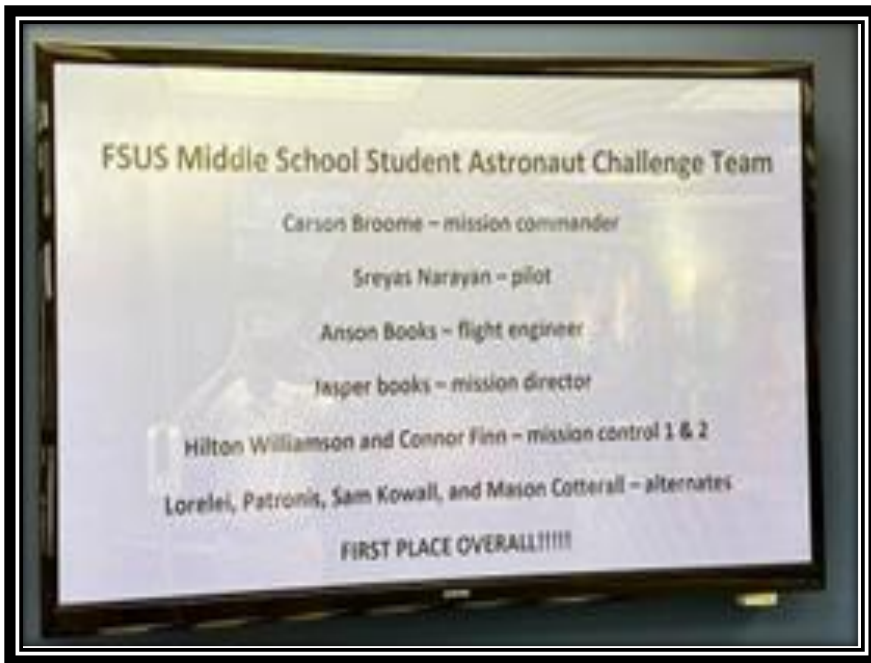 FSUS Middle School Student Astronaut Challenge Team
Carson Broome – mission commander
Sreyas Narayan – pilot
Anson Books – flight engineer
Jasper books – mission director
Hilton Williamson and Connor Finn – mission control 1 & 2
Lorelei, Patronis, Sam Kowall, and Mason Cotterall – alternates
FIRST PLACE OVERALL!!!!!